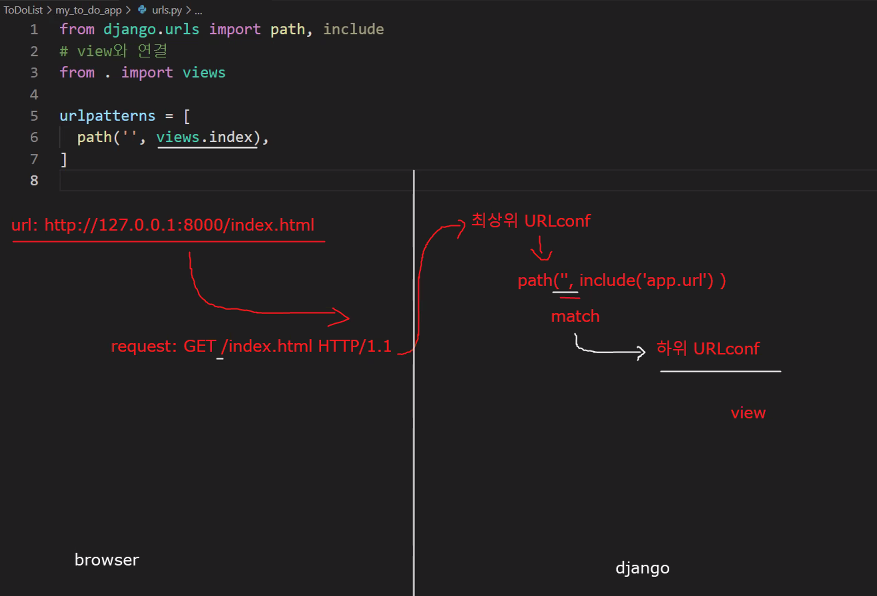 ToDoList > my_to_do_app > urls.py > ...
1 from django.urls import path, include
2 # view와 연결
3 from . import views
4
5 urlpatterns = [
6 path('', views.index),
7 ]
8
url: http://127.0.0.1:8000/index.html
최상위 URLconf
path('', include('app.url') )
match
request: GET /index.html HTTP/1.1
하위 URLconf
view
browser
django